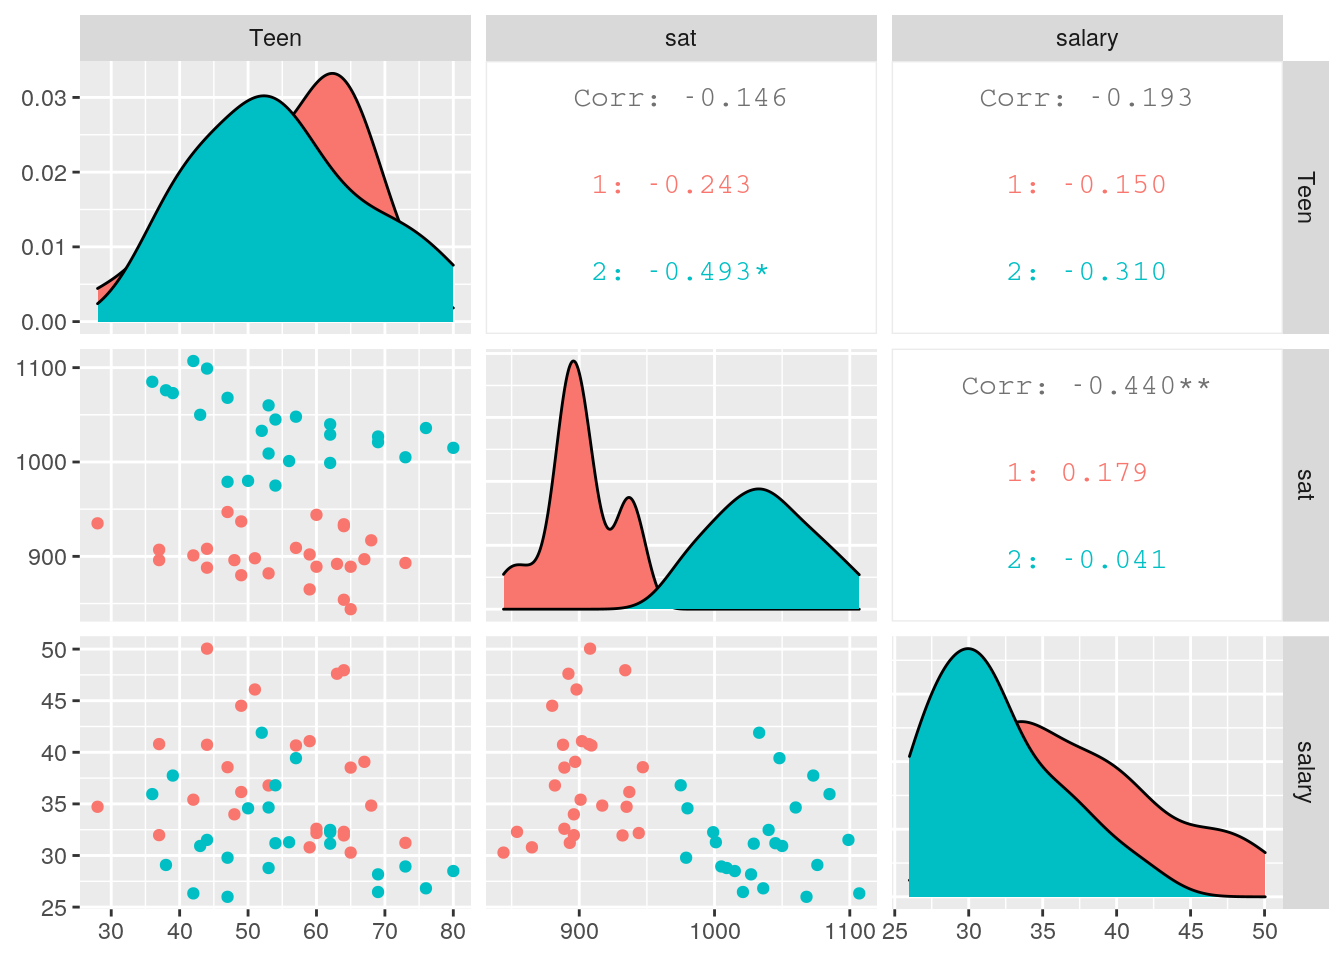 Teen sat salary
0.03
0.02
0.01
0.00
Corr: -0.146
1: -0.243
2: -0.493*
Corr: -0.193
1: -0.150
2: -0.310
Teen
1100
1000
900
Corr: -0.440**
1: 0.179
2: -0.041
sat
50
45
40
35
30
25
salary
30 40 50 60 70 80
900 1000 1100
25 30 35 40 45 50